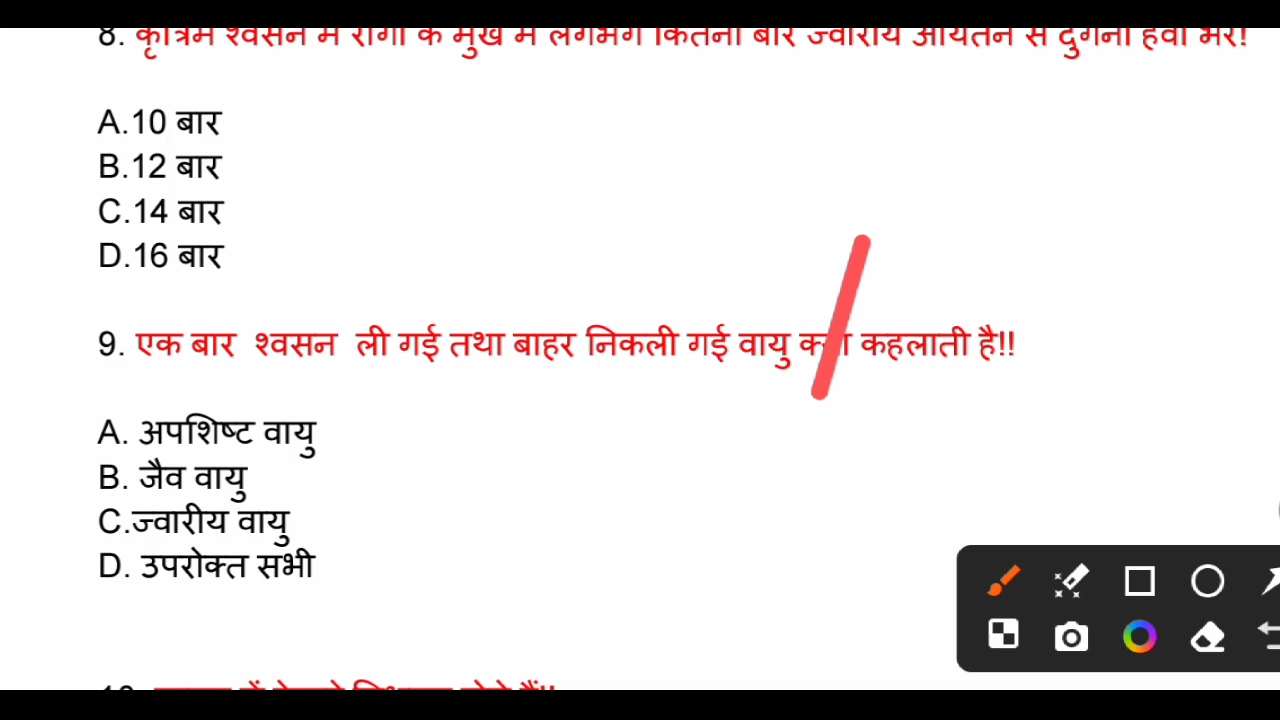 8. कृत्रिम श्वसन में रोगी के मुख में लगभग कितनी बार ज्वारीय आयतन से दुगनी हवा भरे!
A.10 बार
B.12 बार
C.14 बार
D.16 बार
9. एक बार श्वसन ली गई तथा बाहर निकली गई वायु क्या कहलाती है!!
A. अपशिष्ट वायु
B. जैव वायु
C.ज्वारीय वायु
D. उपरोक्त सभी
10.